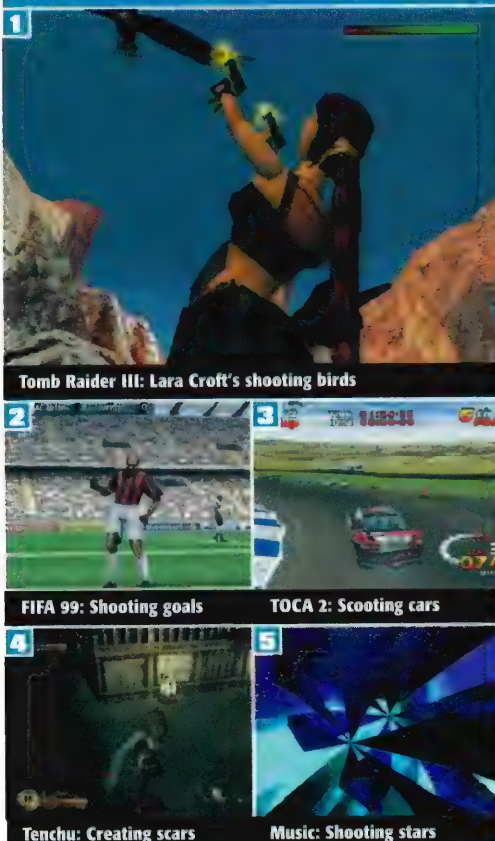 1
Tomb Raider III: Lara Croft's shooting birds
2
3
FIFA 99: Shooting goals
TOCA 2: Scooting cars
4
5
Tenchu: Creating scars
Music: Shooting stars